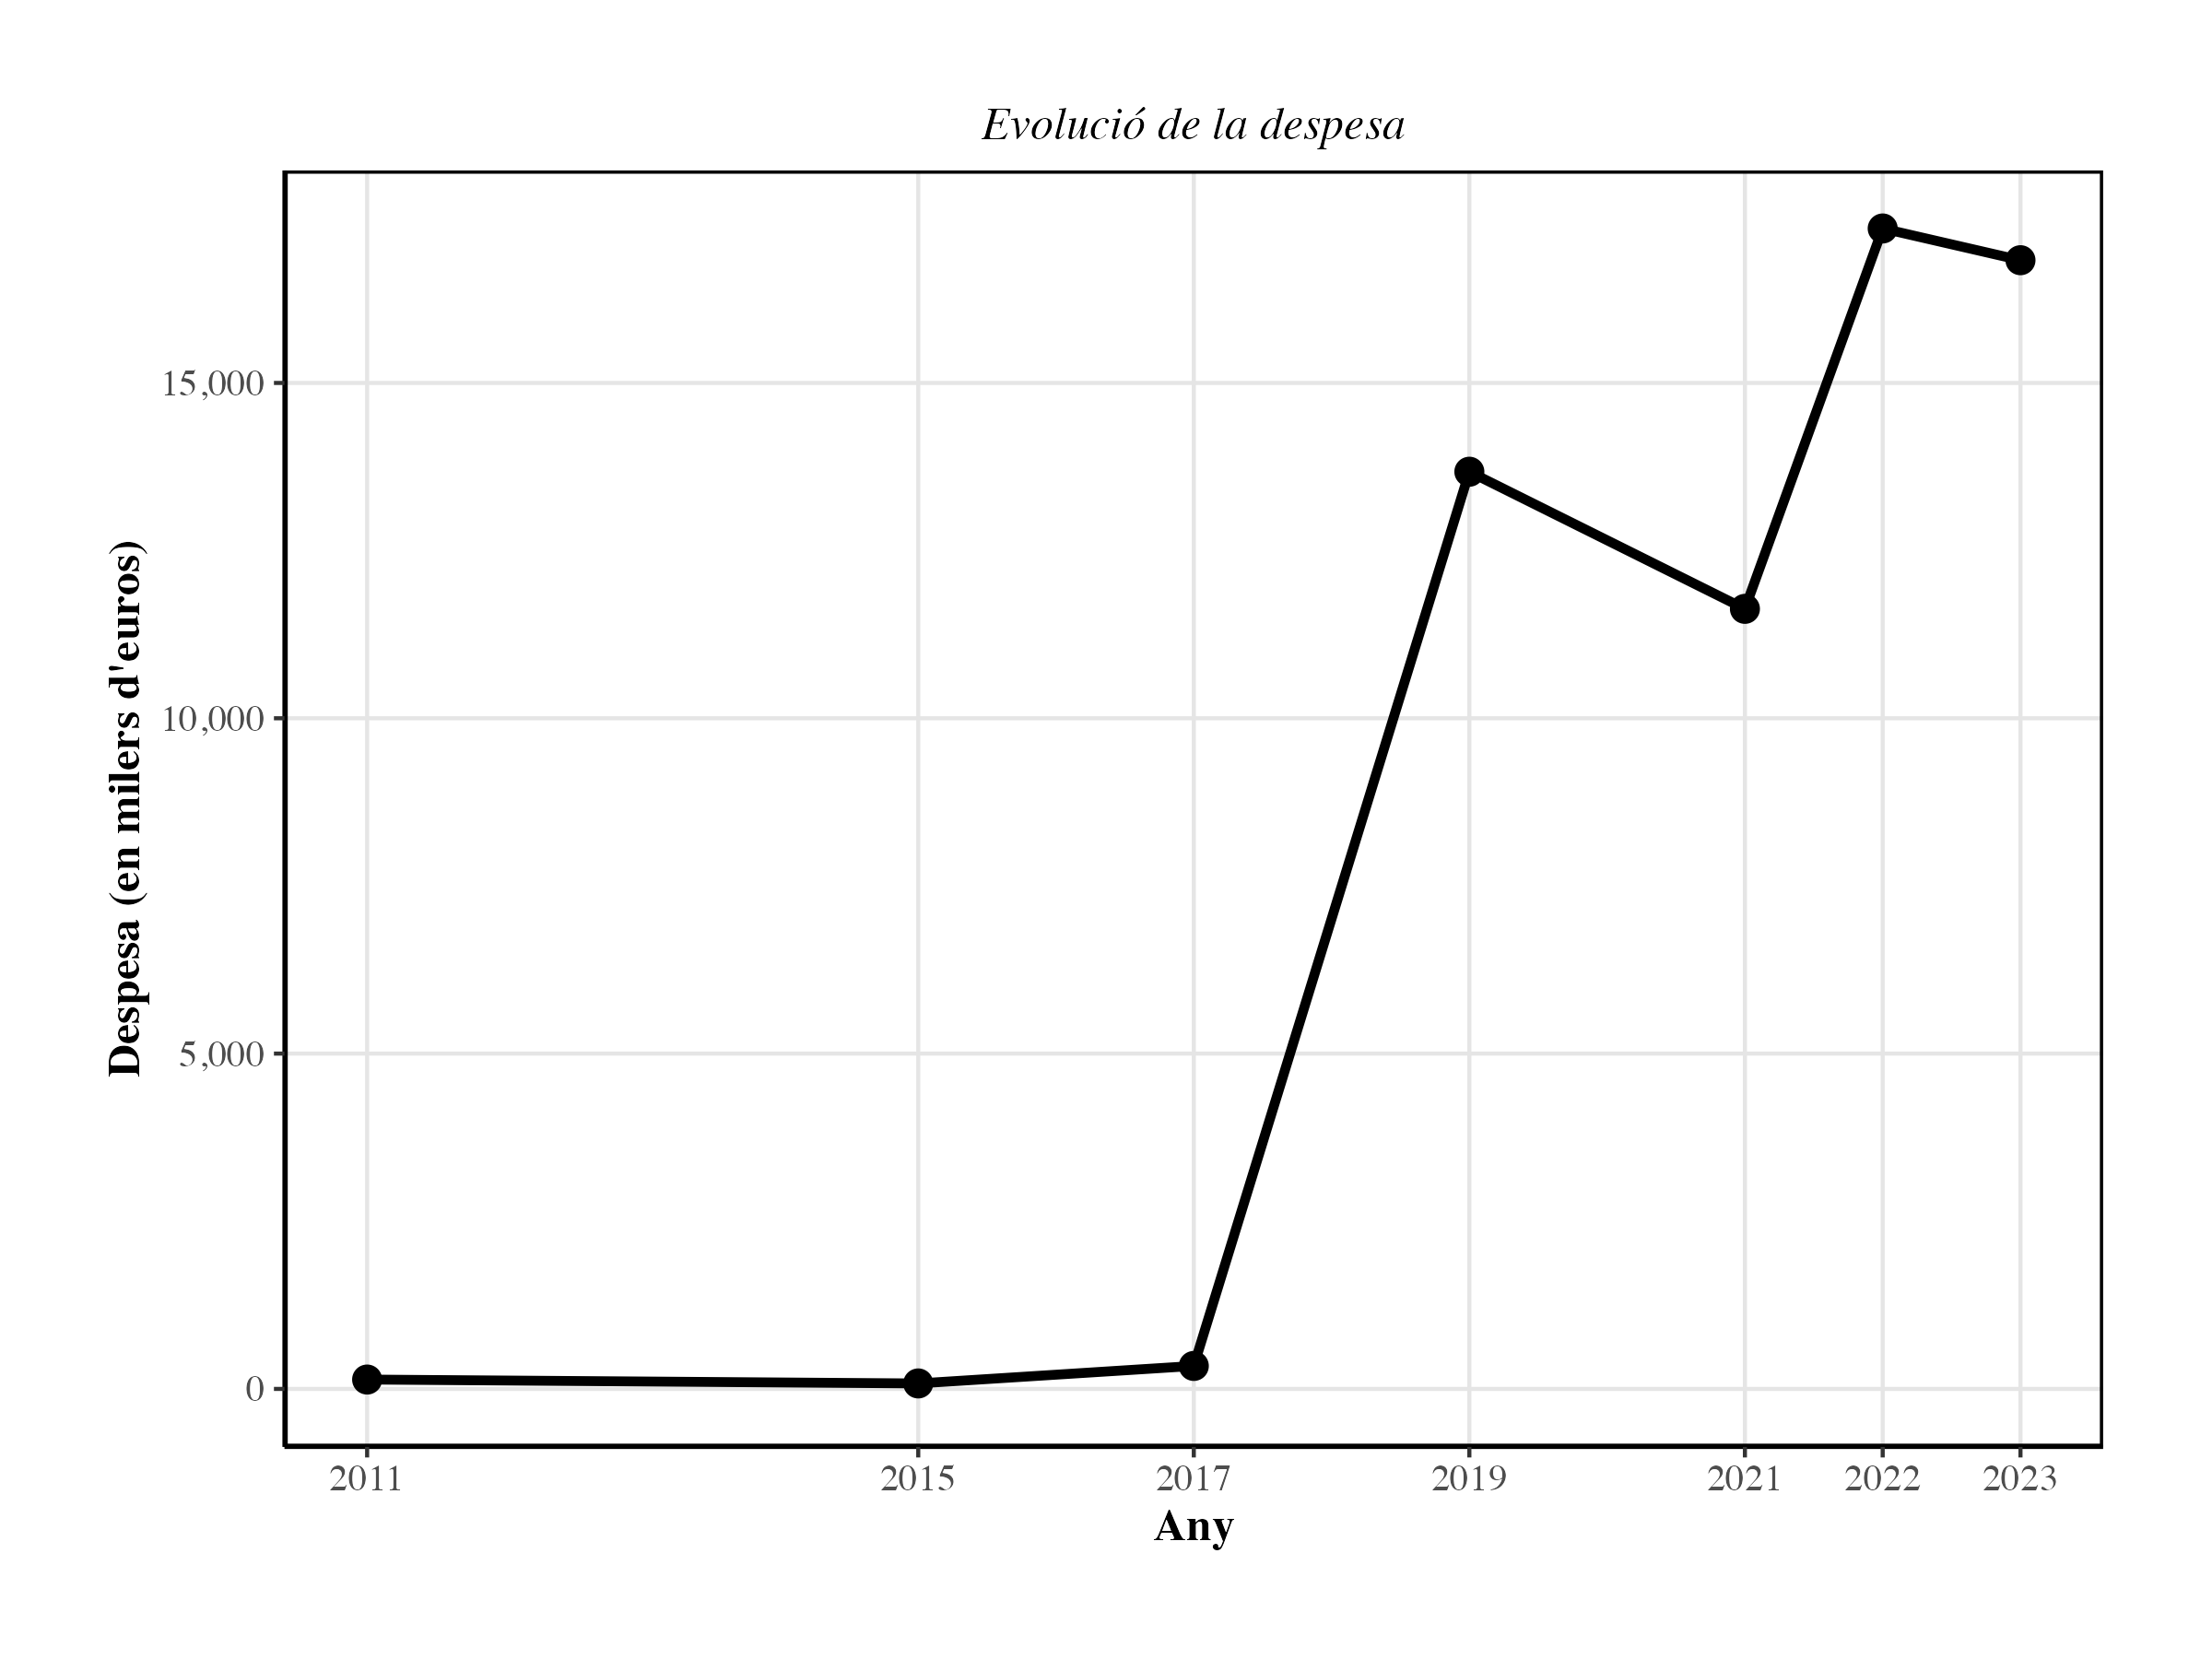 Evolució de la despesa
Despesa (en milers d'euros)
15,000
10,000
5,000
0
2011 2015 2017 2019 2021 2022 2023
Any